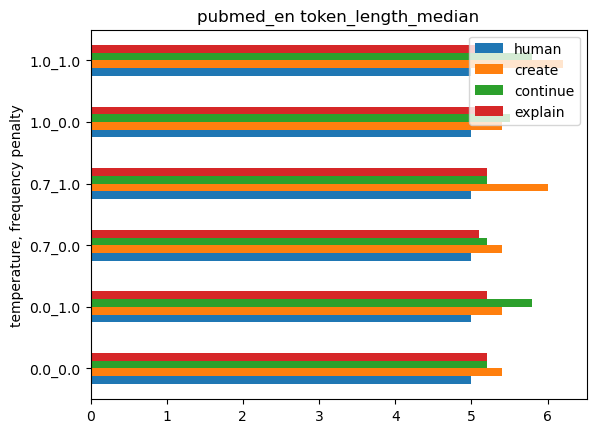 pubmed_en token_length_median
human
create
continue
explain
temperature, frequency penalty
1.0_1.0
1.0_0.0
0.7_1.0
0.7_0.0
0.0_1.0
0.0_0.0
0 1 2 3 4 5 6